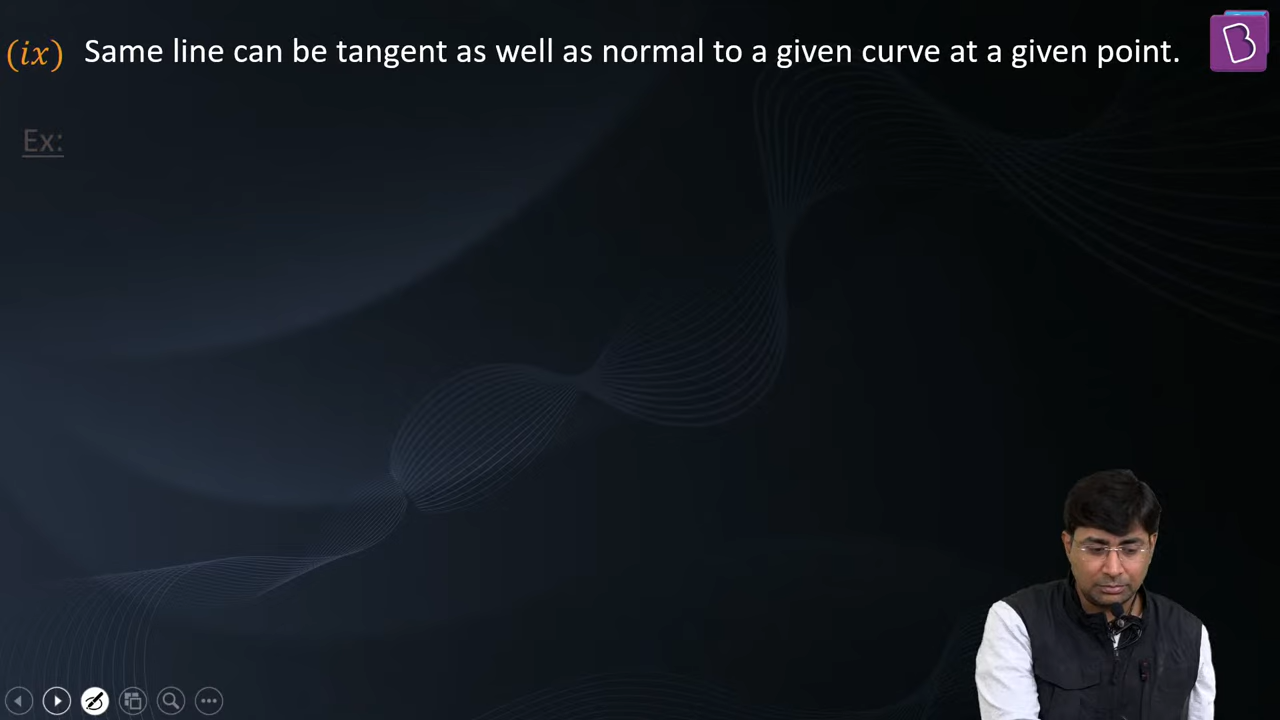 (ix) Same line can be tangent as well as normal to a given curve at a given point.
Ex: